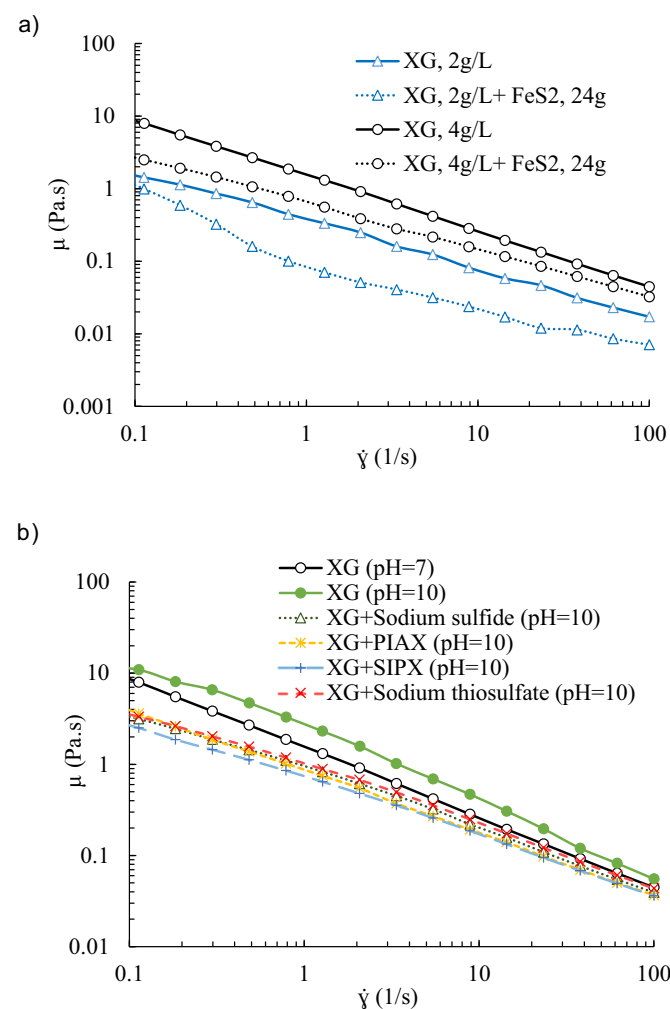 a)
100
10
1
0.1
0.01
0.001
μ (Pa.s)
XG, 2g/L
XG, 2g/L+ FeS2, 24g
XG, 4g/L
XG, 4g/L+ FeS2, 24g
0.1
1
10
100
γ̇ (1/s)
b)
XG (pH=7)
XG (pH=10)
XG+Sodium sulfide (pH=10)
XG+PIAX (pH=10)
XG+SIPX (pH=10)
XG+Sodium thiosulfate (pH=10)
100
10
1
0.1
0.01
μ (Pa.s)
0.1
1
10
100
γ̇ (1/s)